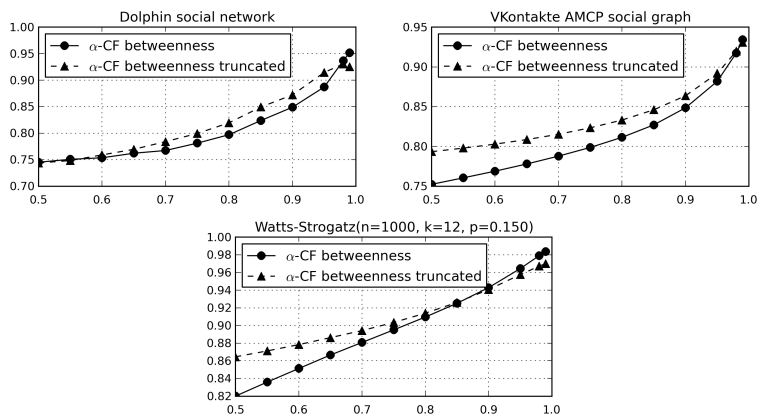 Dolphin social network
1.00
0.95
0.90
0.85
0.80
0.75
0.70
α-CF betweenness
α-CF betweenness truncated
0.5 0.6 0.7 0.8 0.9 1.0
VKontakte AMCP social graph
0.95
0.90
0.85
0.80
0.75
α-CF betweenness
α-CF betweenness truncated
0.5 0.6 0.7 0.8 0.9 1.0
Watts-Strogatz(n=1000, k=12, p=0.150)
1.00
0.98
0.96
0.94
0.92
0.90
0.88
0.86
0.84
0.82
α-CF betweenness
α-CF betweenness truncated
0.5 0.6 0.7 0.8 0.9 1.0